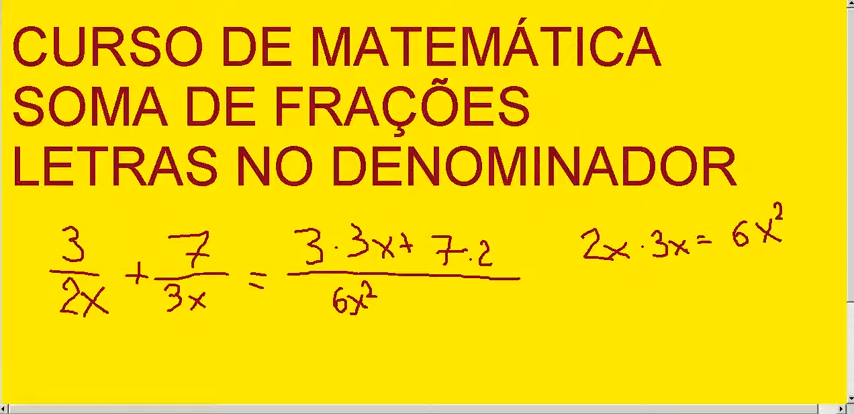 CURSO DE MATEMÁTICA
SOMA DE FRAÇÕES
LETRAS NO DENOMINADOR
3/2x + 7/3x = 3·3x+ 7·2/6x² 2x·3x= 6x²